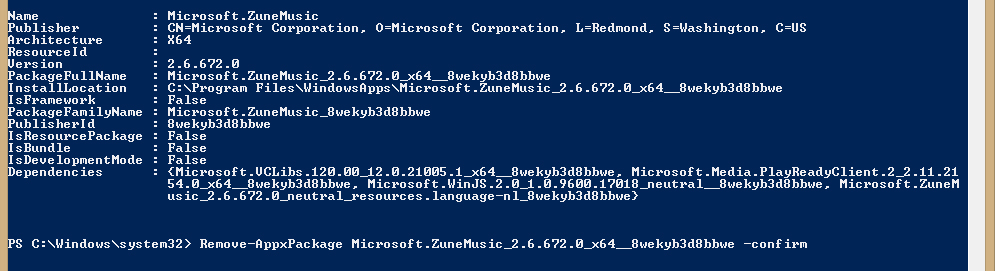 Name              : Microsoft.ZuneMusic
Publisher         : CN=Microsoft Corporation, O=Microsoft Corporation, L=Redmond, S=Washington, C=US
Architecture      : X64
ResourceId        :
Version           : 2.6.672.0
PackageFullName   : Microsoft.ZuneMusic_2.6.672.0_x64__8wekyb3d8bbwe
InstallLocation   : C:\Program Files\WindowsApps\Microsoft.ZuneMusic_2.6.672.0_x64__8wekyb3d8bbwe
IsFramework       : False
PackageFamilyName : Microsoft.ZuneMusic_8wekyb3d8bbwe
PublisherId       : 8wekyb3d8bbwe
IsResourcePackage : False
IsBundle          : False
IsDevelopmentMode : False
Dependencies      : {Microsoft.VCLibs.120.00_12.0.21005.1_x64__8wekyb3d8bbwe, Microsoft.Media.PlayReadyClient.2_2.11.21
54.0_x64__8wekyb3d8bbwe, Microsoft.WinJS.2.0_1.0.9600.17018_neutral__8wekyb3d8bbwe, Microsoft.ZuneM
usic_2.6.672.0_neutral_resources.language-nl_8wekyb3d8bbwe}
PS C:\Windows\system32> Remove-AppxPackage Microsoft.ZuneMusic_2.6.672.0_x64__8wekyb3d8bbwe -confirm